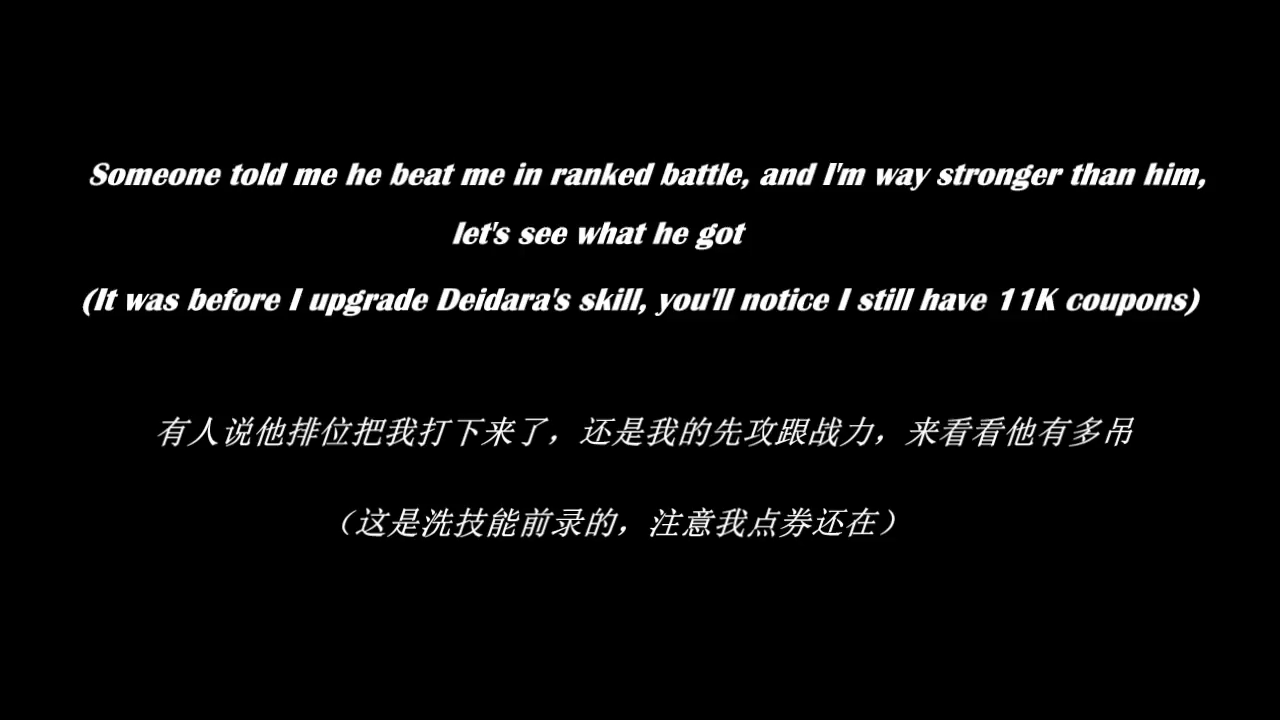 Someone told me he beat me in ranked battle, and I'm way stronger than him,
let's see what he got
(It was before I upgrade Deidara's skill, you'll notice I still have 11K coupons)
有人说他排位把我打下来了，还是我的先攻跟战力，来看看他有多吊
（这是洗技能前录的，注意我点券还在）